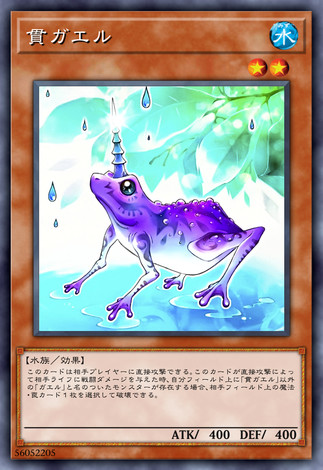 貫ガエル
水
【水族／効果】
このカードは相手プレイヤーに直接攻撃できる。このカードが直接攻撃によ
って相手ライフに戦闘ダメージを与えた時、自分フィールド上に「貫ガエル」以外
の「ガエル」と名のついたモンスターが存在する場合、相手フィールド上の魔法
・罠カード１枚を選択して破壊できる。
ATK/ 400 DEF/ 400
56052205